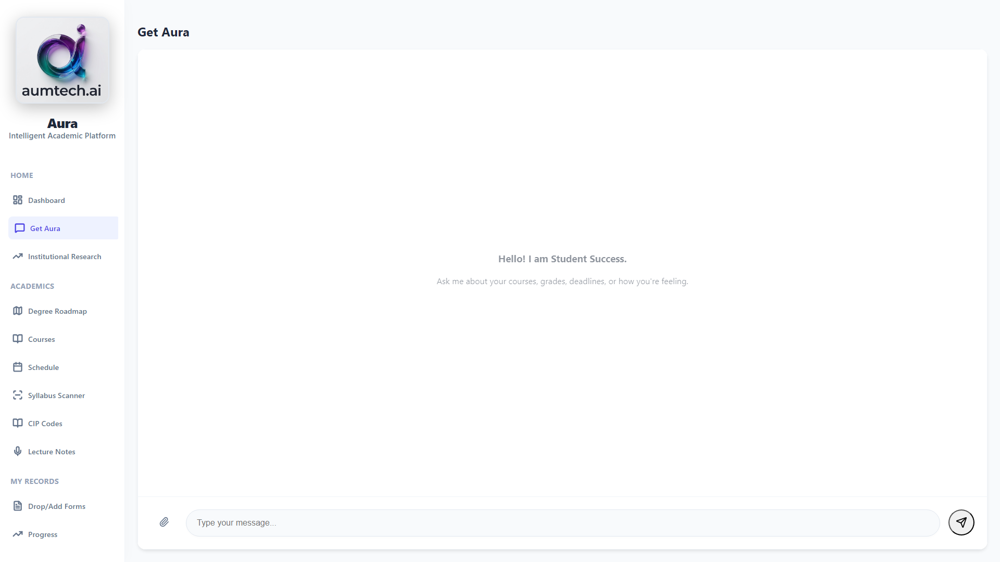 aumtech.ai
Aura
Intelligent Academic Platform
HOME
Dashboard
Get Aura
Institutional Research
ACADEMICS
Degree Roadmap
Courses
Schedule
Syllabus Scanner
CIP Codes
Lecture Notes
MY RECORDS
Drop/Add Forms
Progress
Get Aura
Hello! I am Student Success.
Ask me about your courses, grades, deadlines, or how you're feeling.
Type your message...